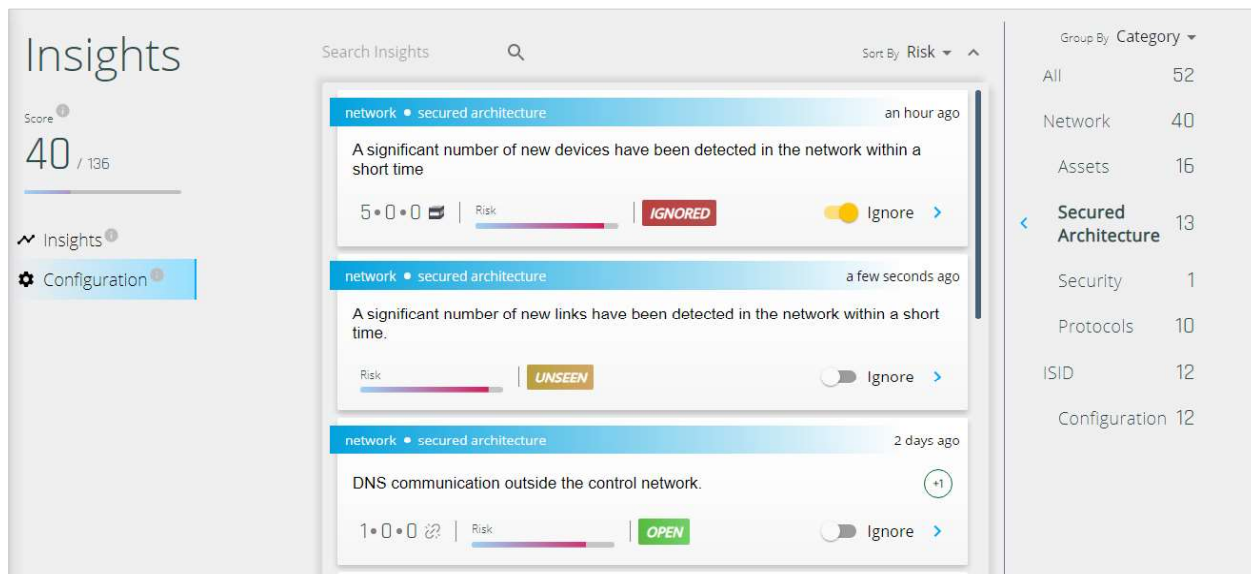 Insights
Score
40 / 136
Insights
Configuration
Search Insights
Sort By Risk
network • secured architecture
an hour ago
A significant number of new devices have been detected in the network within a
short time
5•0•0
Risk
IGNORED
Ignore
network • secured architecture
a few seconds ago
A significant number of new links have been detected in the network within a short
time.
Risk
UNSEEN
Ignore
network • secured architecture
2 days ago
DNS communication outside the control network.
+1
1•0•0
Risk
OPEN
Ignore
Group By Category
All 52
Network 40
Assets 16
Secured
Architecture 13
Security 1
Protocols 10
ISID 12
Configuration 12